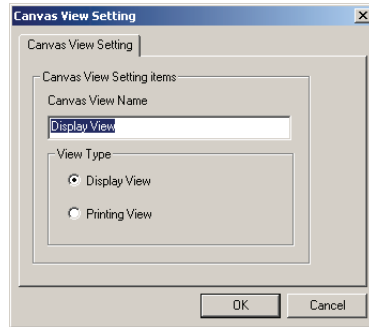 Canvas View Setting
Canvas View Setting
Canvas View Setting items
Canvas View Name
Display View
View Type
Display View
Printing View
OK Cancel